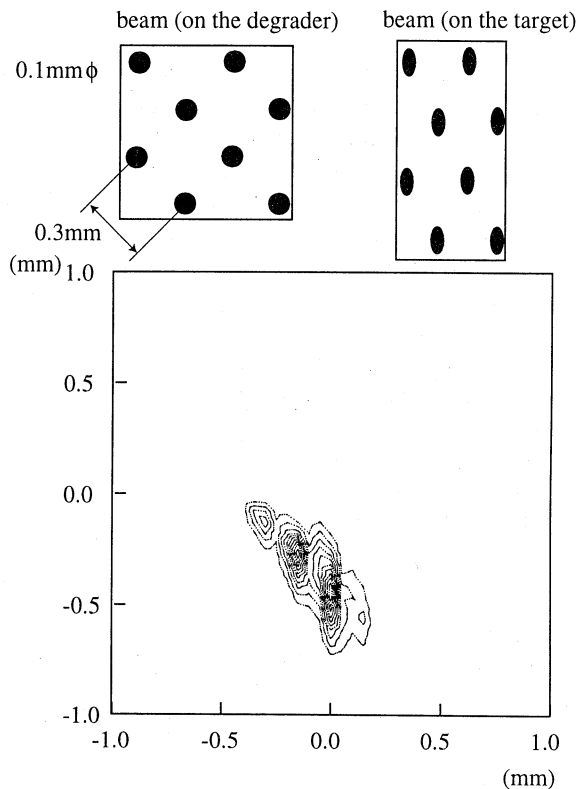 beam (on the degrader)
beam (on the target)
0.1mmϕ
0.3mm
(mm)
1.0
0.5
0.0
-0.5
-1.0
-1.0 -0.5 0.0 0.5 1.0
(mm)